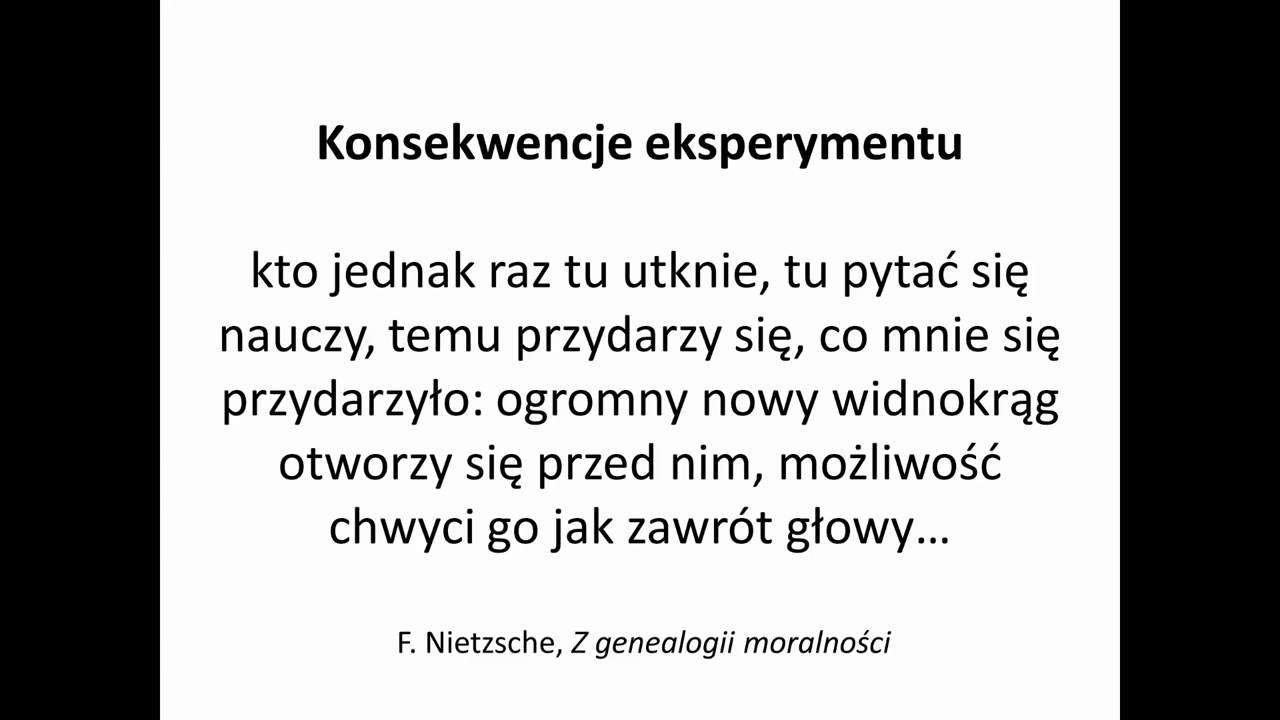 Konsekwencje eksperymentu
kto jednak raz tu utknie, tu pytać się
nauczy, temu przydarzy się, co mnie się
przydarzyło: ogromny nowy widnokrąg
otworzy się przed nim, możliwość
chwyci go jak zawrót głowy…
F. Nietzsche, Z genealogii moralności